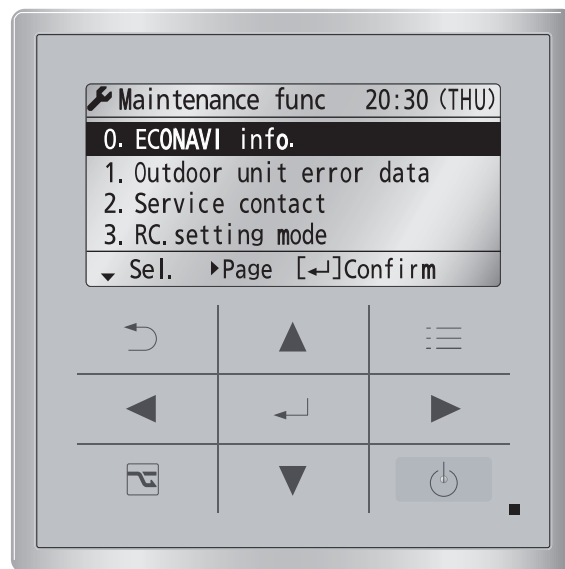 Maintenance func 20:30 (THU)
0. ECONAVI info.
1. Outdoor unit error data
2. Service contact
3. RC. setting mode
Sel. Page [↵]Confirm